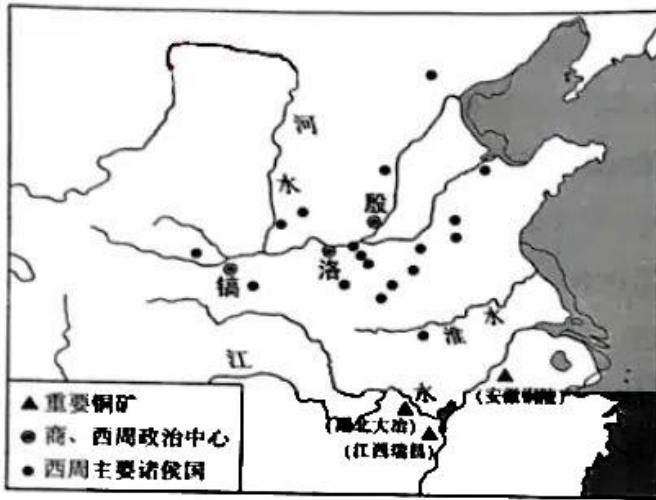 河
水
殷
镐
洛
淮
水
江
水
(安徽铜陵)
(湖北大冶)
(江西瑞昌)
▲重要铜矿
商、西周政治中心
西周主要诸侯国